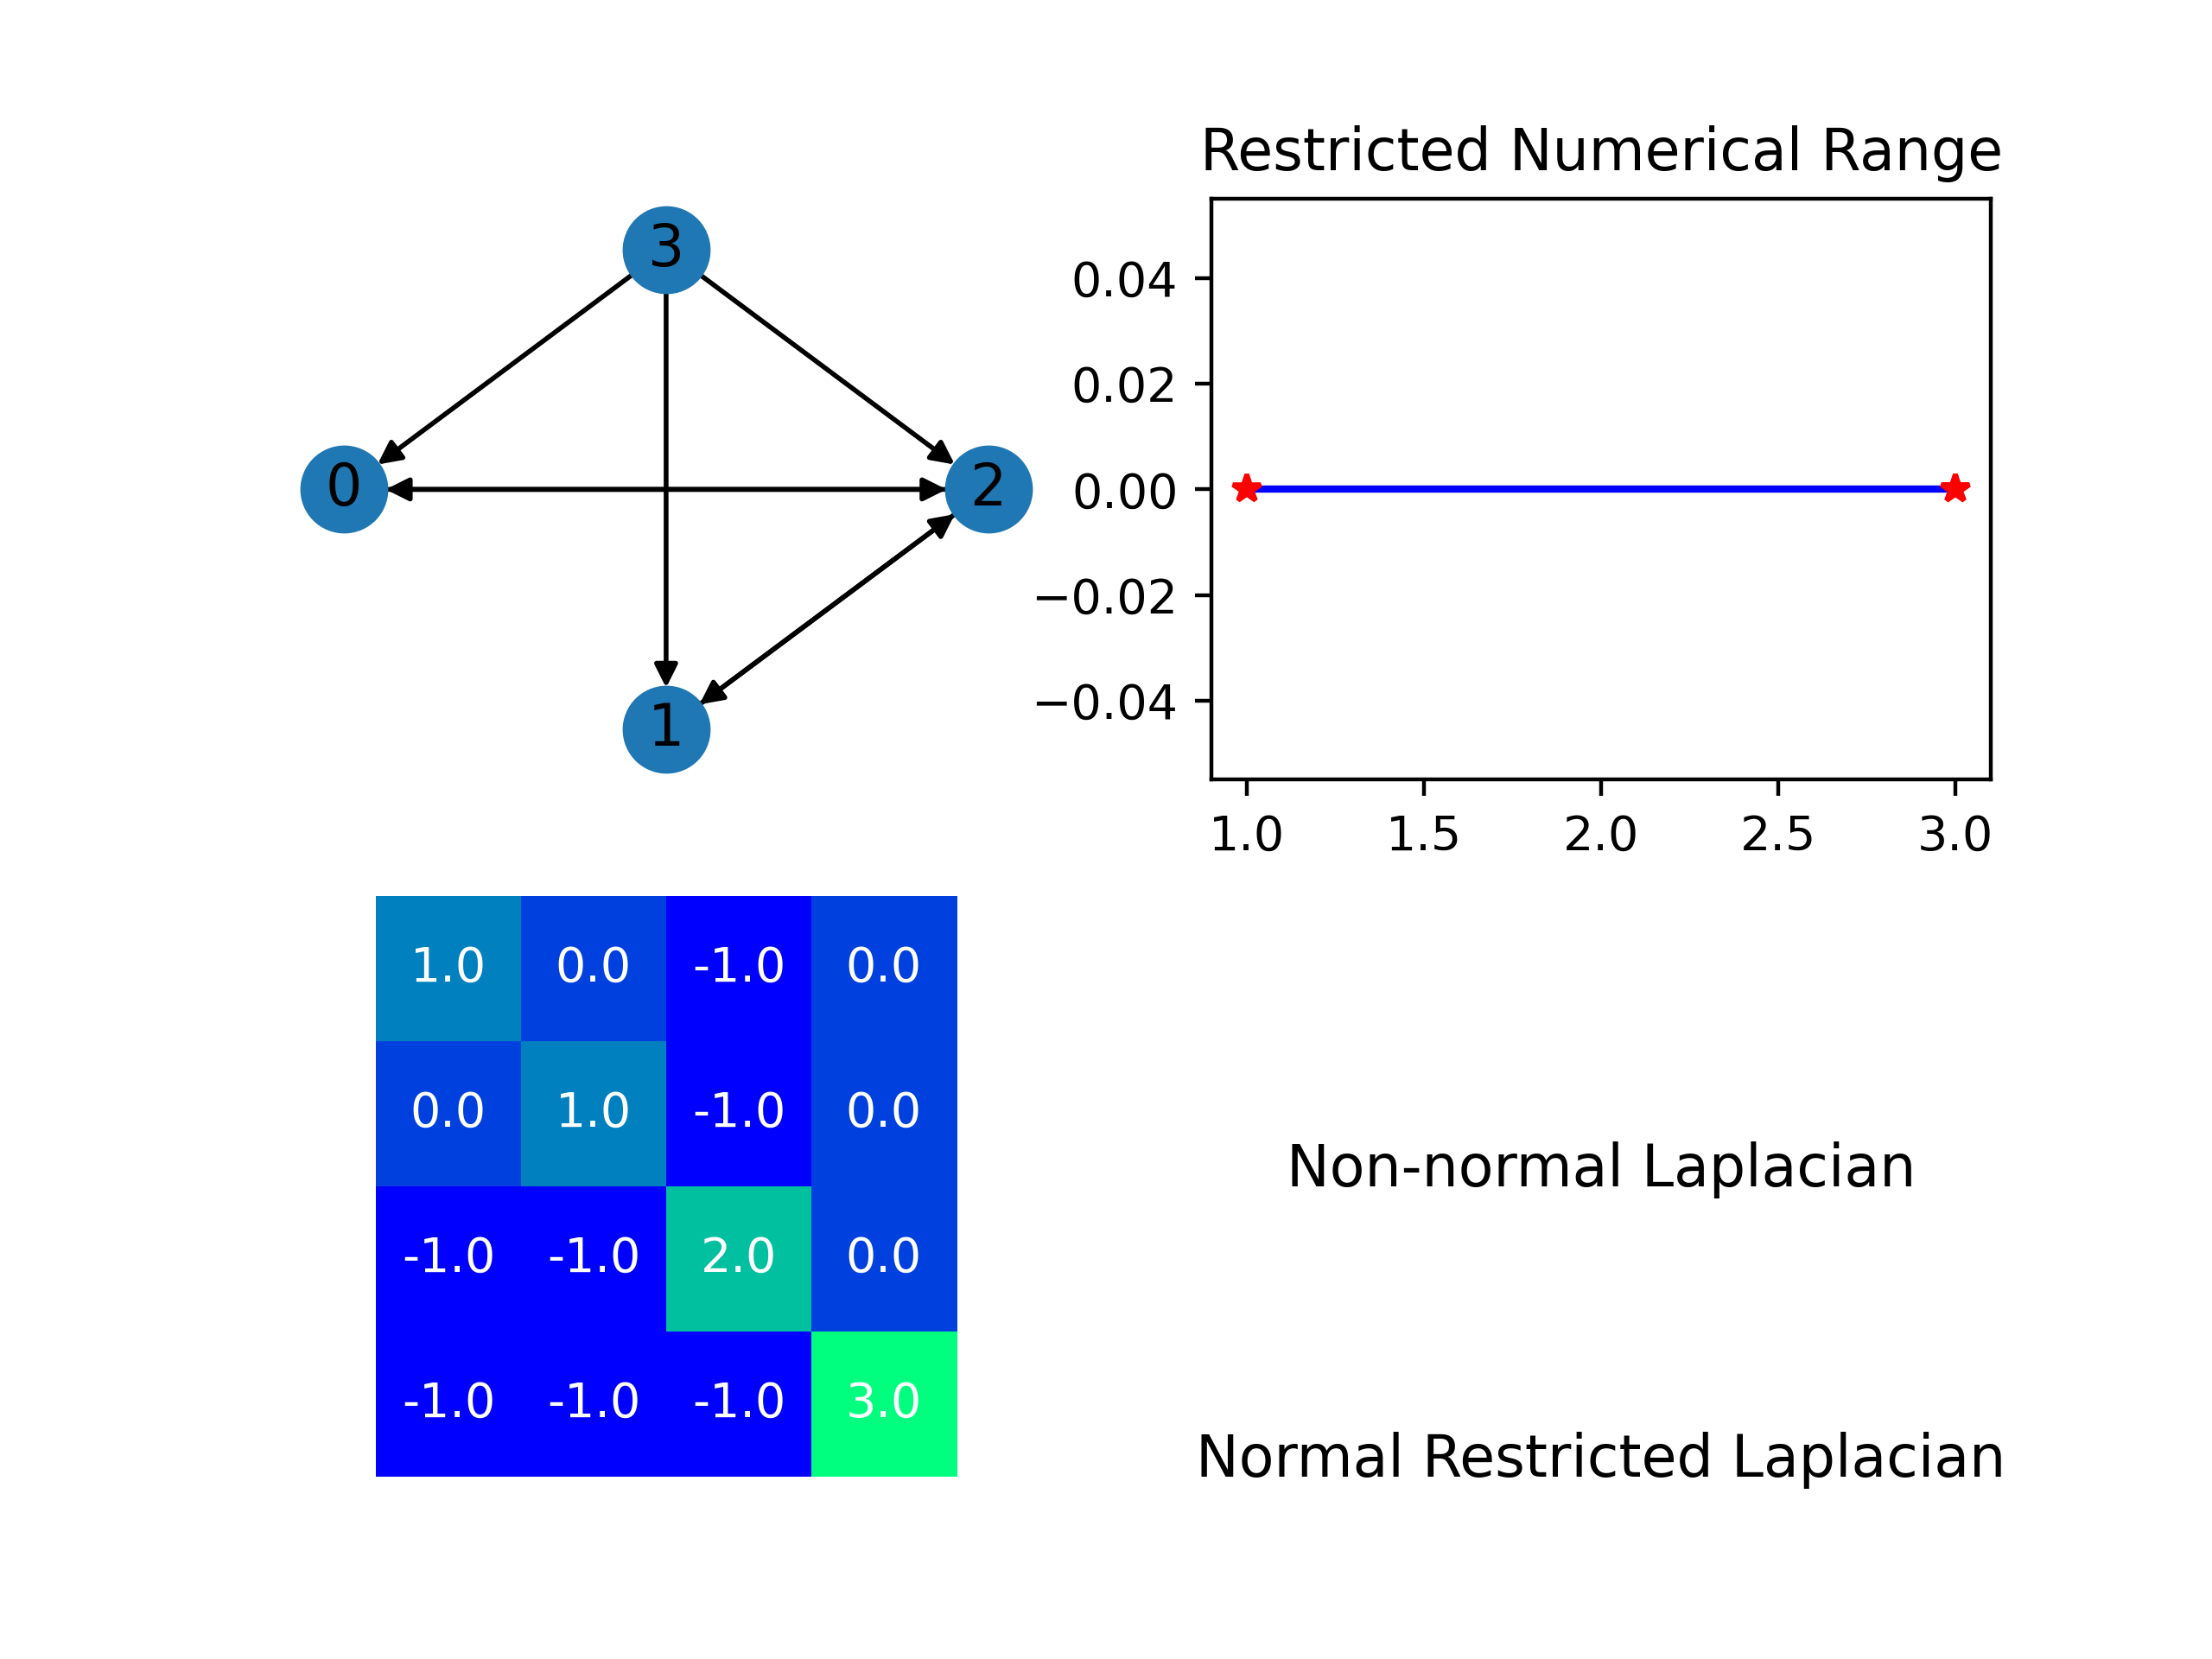 3
0
2
1
Restricted Numerical Range
0.04
0.02
0.00
−0.02
−0.04
1.0 1.5 2.0 2.5 3.0
1.0 0.0 -1.0 0.0
0.0 1.0 -1.0 0.0
-1.0 -1.0 2.0 0.0
-1.0 -1.0 -1.0 3.0
Non-normal Laplacian
Normal Restricted Laplacian